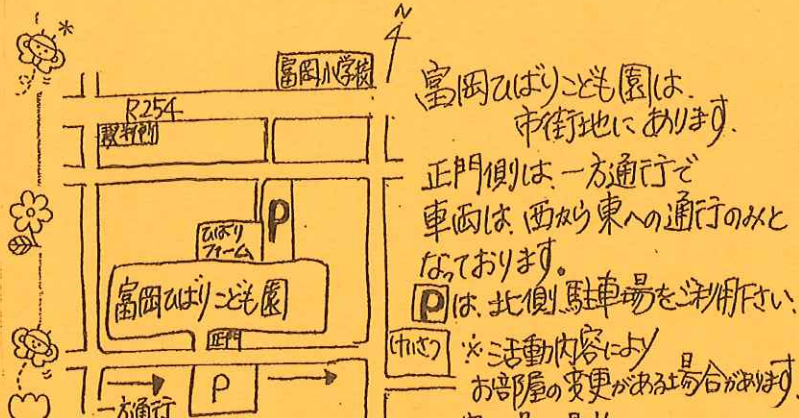 N
富岡小学校
R254
裁判所
P
ひばり
ファーム
富岡ひばりこども園
正門
けいさつ
一方通行
P
富岡ひばりこども園は、
市街地にあります。
正門側は、一方通行で
車両は、西から東への通行のみと
なっております。
Pは、北側駐車場をご利用下さい。
※活動内容により
お部屋の変更がある場合があります。